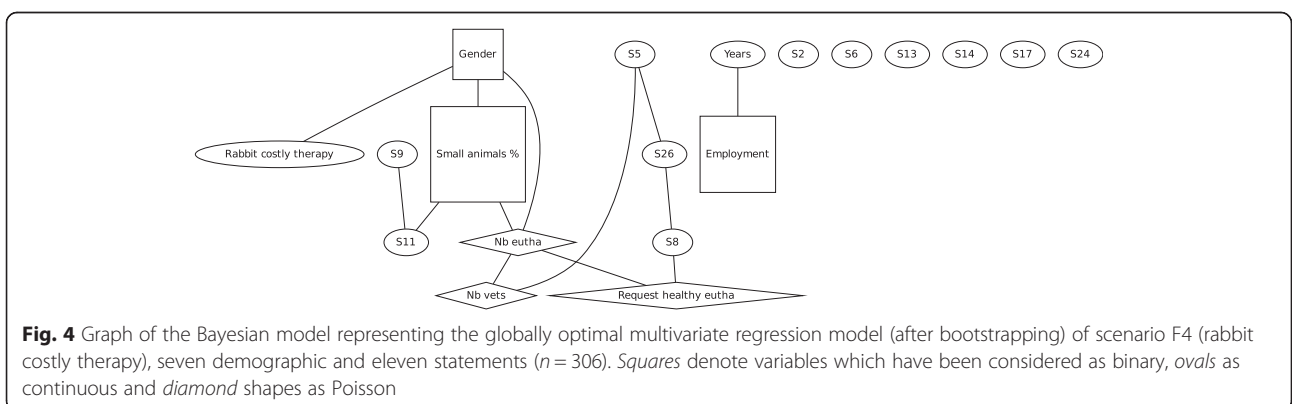 Gender
S5
Years
S2
S6
S13
S14
S17
S24
Rabbit costly therapy
S9
Small animals %
S26
Employment
S11
Nb eutha
S8
Nb vets
Request healthy eutha
Fig. 4 Graph of the Bayesian model representing the globally optimal multivariate regression model (after bootstrapping) of scenario F4 (rabbit
costly therapy), seven demographic and eleven statements (n = 306). Squares denote variables which have been considered as binary, ovals as
continuous and diamond shapes as Poisson